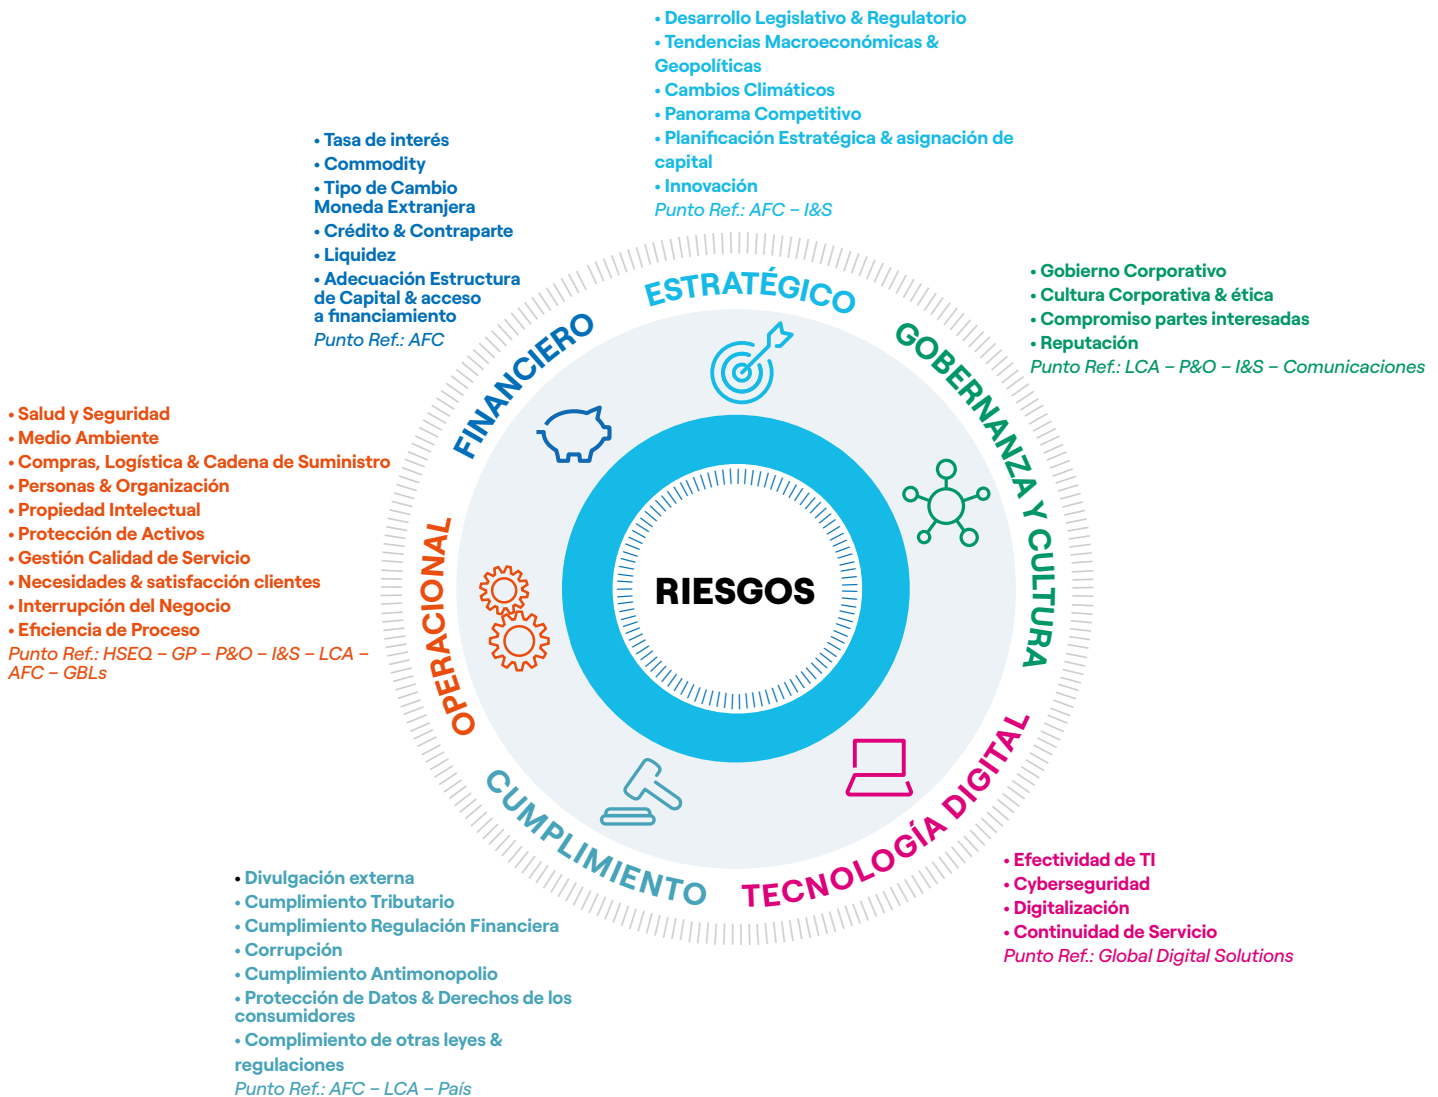 • Desarrollo Legislativo & Regulatorio
• Tendencias Macroeconómicas &
Geopolíticas
• Cambios Climáticos
• Panorama Competitivo
• Planificación Estratégica & asignación de
capital
• Innovación
Punto Ref.: AFC – I&S
• Tasa de interés
• Commodity
• Tipo de Cambio
Moneda Extranjera
• Crédito & Contraparte
• Liquidez
• Adecuación Estructura
de Capital & acceso
a financiamiento
Punto Ref.: AFC
• Gobierno Corporativo
• Cultura Corporativa & ética
• Compromiso partes interesadas
• Reputación
Punto Ref.: LCA – P&O – I&S – Comunicaciones
• Salud y Seguridad
• Medio Ambiente
• Compras, Logística & Cadena de Suministro
• Personas & Organización
• Propiedad Intelectual
• Protección de Activos
• Gestión Calidad de Servicio
• Necesidades & satisfacción clientes
• Interrupción del Negocio
• Eficiencia de Proceso
Punto Ref.: HSEQ – GP – P&O – I&S – LCA –
AFC – GBLs
ESTRATÉGICO
FINANCIERO
GOBERNANZA Y CULTURA
OPERACIONAL
RIESGOS
CUMPLIMIENTO
TECNOLOGÍA DIGITAL
• Efectividad de TI
• Cyberseguridad
• Digitalización
• Continuidad de Servicio
Punto Ref.: Global Digital Solutions
• Divulgación externa
• Cumplimiento Tributario
• Cumplimiento Regulación Financiera
• Corrupción
• Cumplimiento Antimonopolio
• Protección de Datos & Derechos de los
consumidores
• Complimiento de otras leyes &
regulaciones
Punto Ref.: AFC – LCA – País